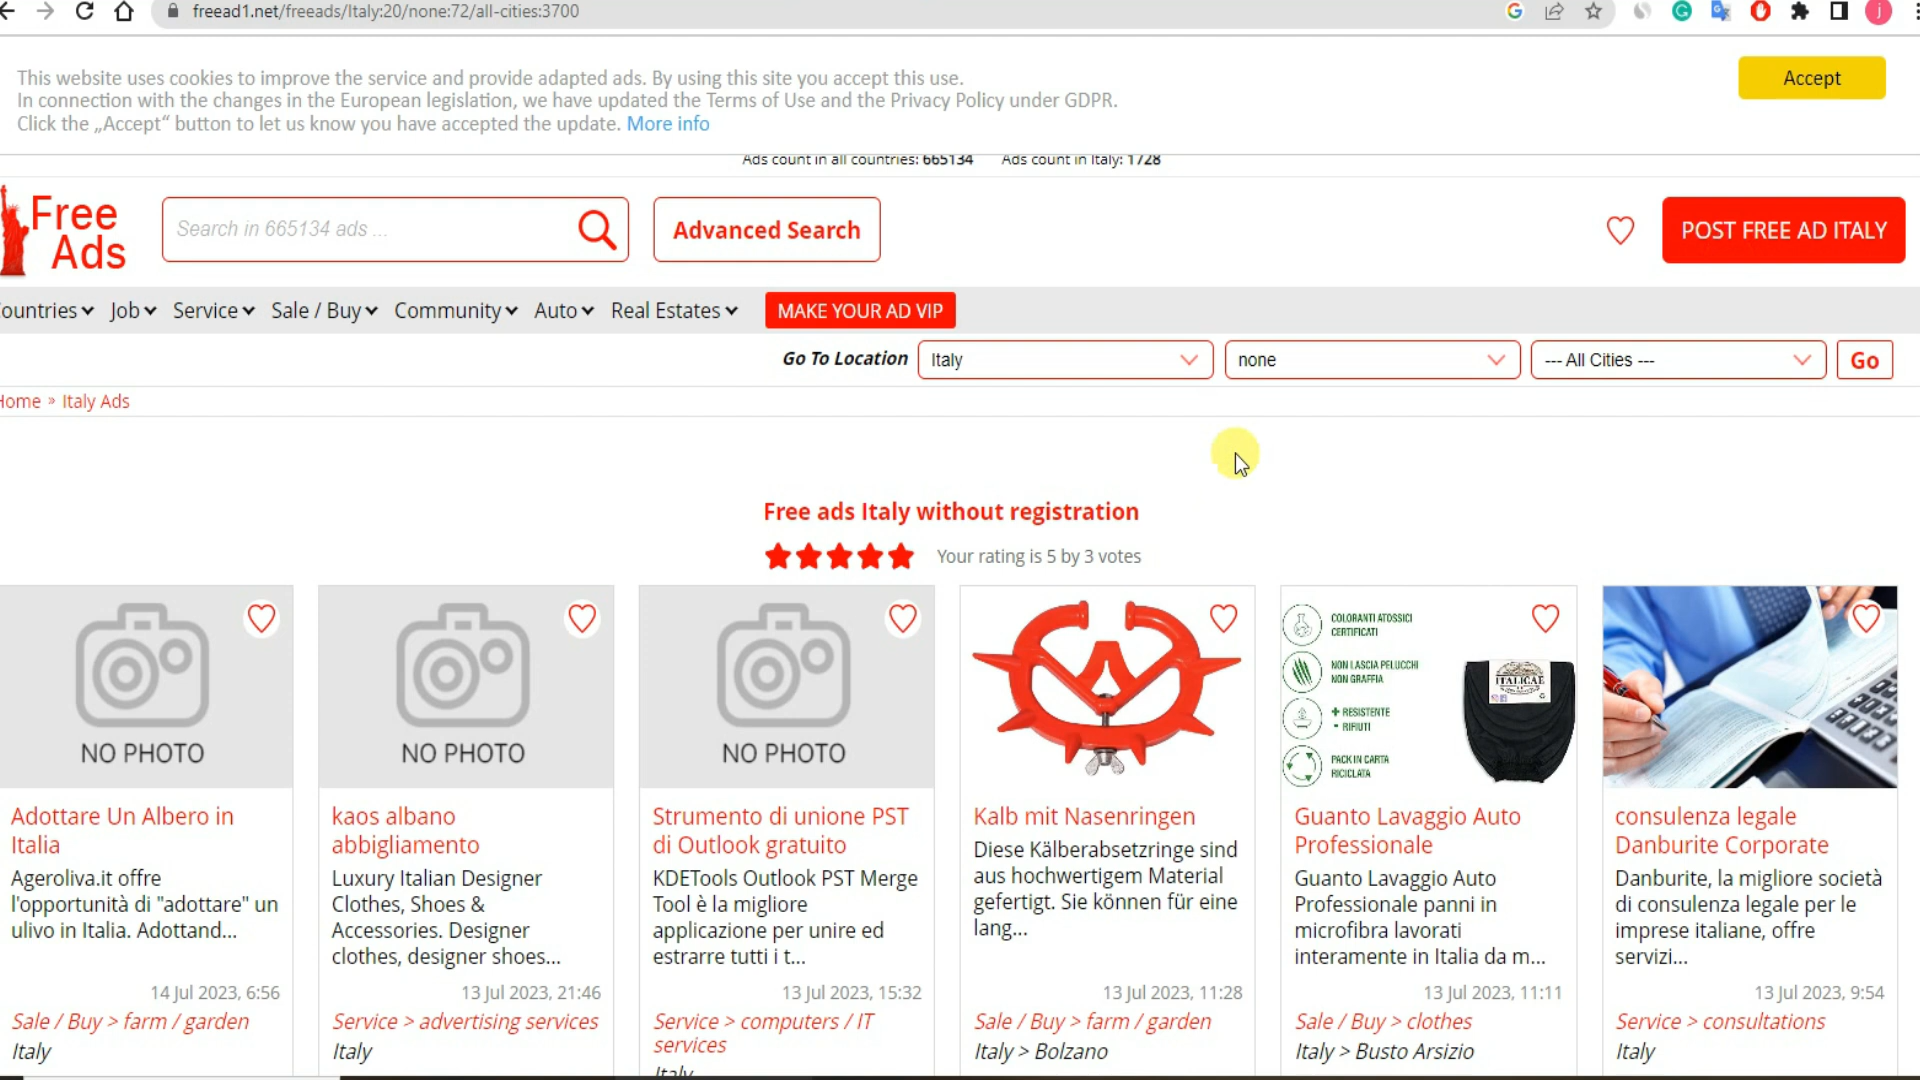 freead1.net/freeads/Italy:20/none:72/all-cities:3700
j
This website uses cookies to improve the service and provide adapted ads. By using this site you accept this use.
In connection with the changes in the European legislation, we have updated the Terms of Use and the Privacy Policy under GDPR.
Click the „Accept“ button to let us know you have accepted the update. More info
Accept
Ads count in all countries: 665134 Ads count in Italy: 1728
Free
Ads
Search in 665134 ads ...
Advanced Search
POST FREE AD ITALY
ountries Job Service Sale / Buy Community Auto Real Estates MAKE YOUR AD VIP
Go To Location Italy none --- All Cities --- Go
Home » Italy Ads
Free ads Italy without registration
Your rating is 5 by 3 votes
NO PHOTO
Adottare Un Albero in
Italia
Ageroliva.it offre
l'opportunità di "adottare" un
ulivo in Italia. Adottand...
14 Jul 2023, 6:56
Sale / Buy > farm / garden
Italy
NO PHOTO
kaos albano
abbigliamento
Luxury Italian Designer
Clothes, Shoes &
Accessories. Designer
clothes, designer shoes...
13 Jul 2023, 21:46
Service > advertising services
Italy
NO PHOTO
Strumento di unione PST
di Outlook gratuito
KDETools Outlook PST Merge
Tool è la migliore
applicazione per unire ed
estrarre tutti i t...
13 Jul 2023, 15:32
Service > computers / IT
services
Italy
Kalb mit Nasenringen
Diese Kälberabsetzringe sind
aus hochwertigem Material
gefertigt. Sie können für eine
lang...
13 Jul 2023, 11:28
Sale / Buy > farm / garden
Italy > Bolzano
COLORANTI ATOSSICI
CERTIFICATI
NON LASCIA PELUCCHI
NON GRAFFIA
+ RESISTENTE
- RIFIUTI
PACK IN CARTA
RICICLATA
ITALICAE
Guanto Lavaggio Auto
Professionale
Guanto Lavaggio Auto
Professionale panni in
microfibra lavorati
interamente in Italia da m...
13 Jul 2023, 11:11
Sale / Buy > clothes
Italy > Busto Arsizio
consulenza legale
Danburite Corporate
Danburite, la migliore società
di consulenza legale per le
imprese italiane, offre
servizi...
13 Jul 2023, 9:54
Service > consultations
Italy